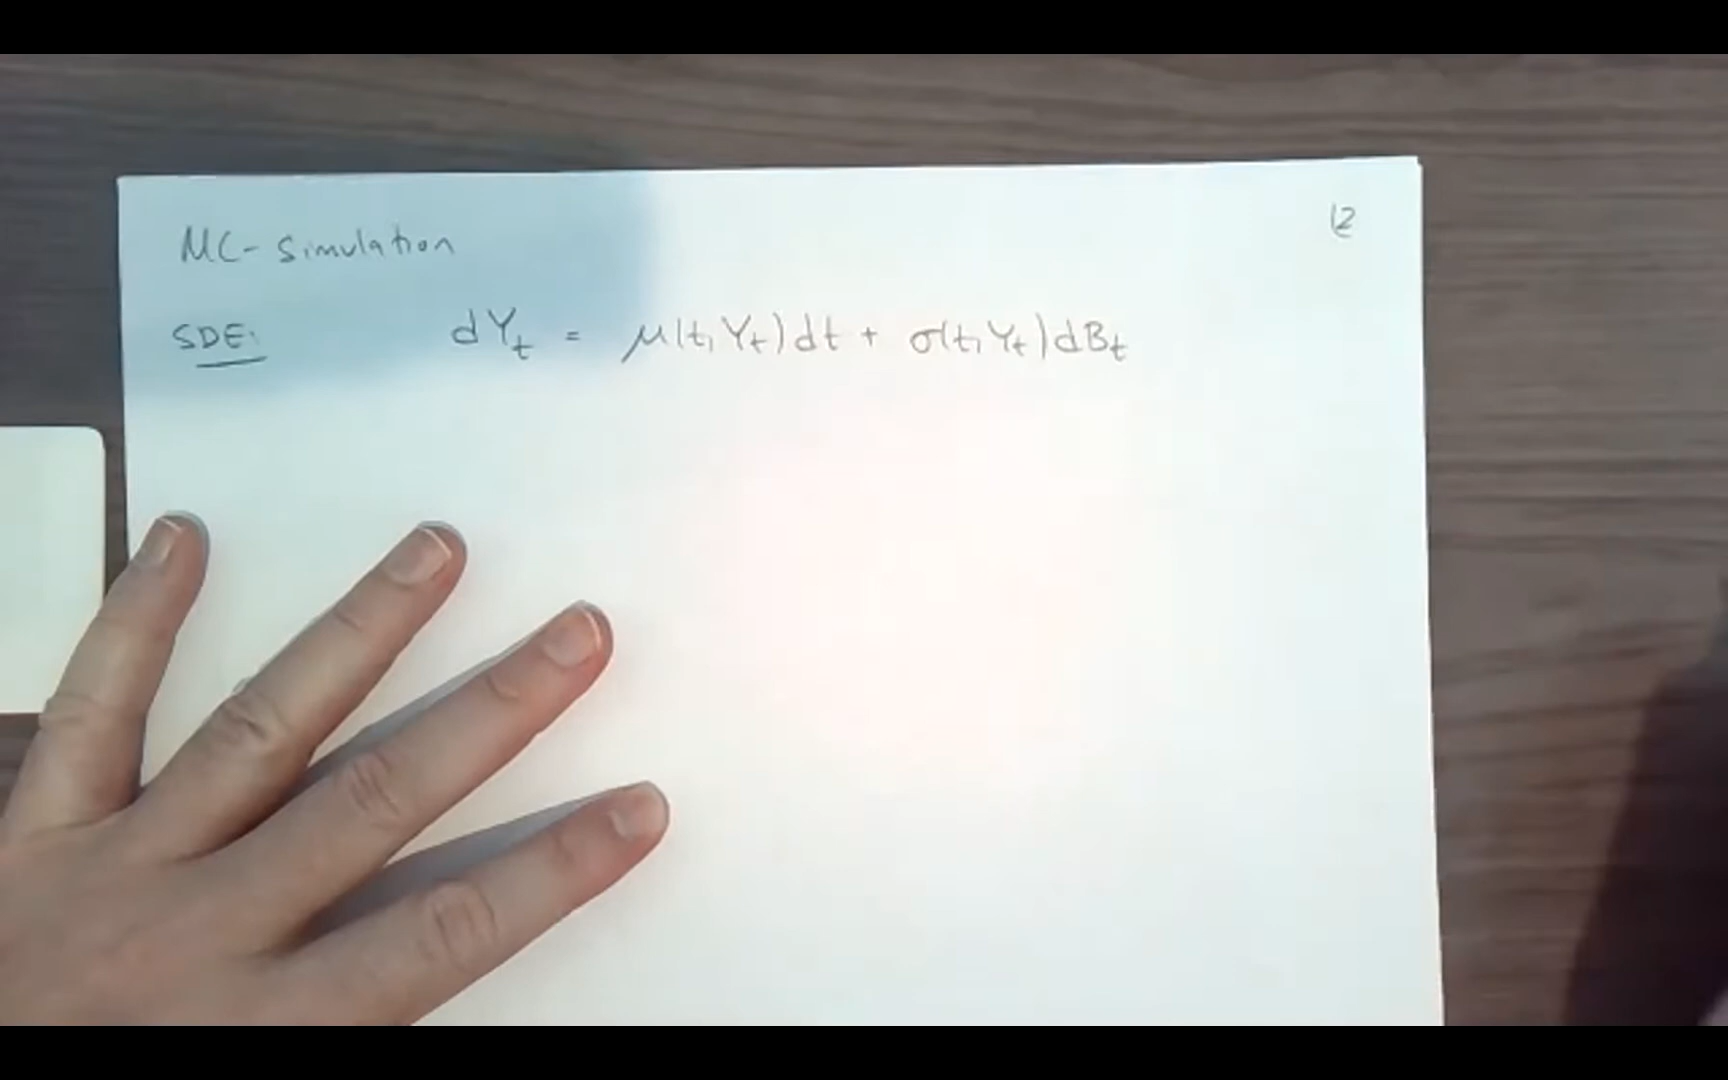 12
MC-Simulation
SDE: dY_t = μ(t, Y_t)dt + σ(t, Y_t)dB_t